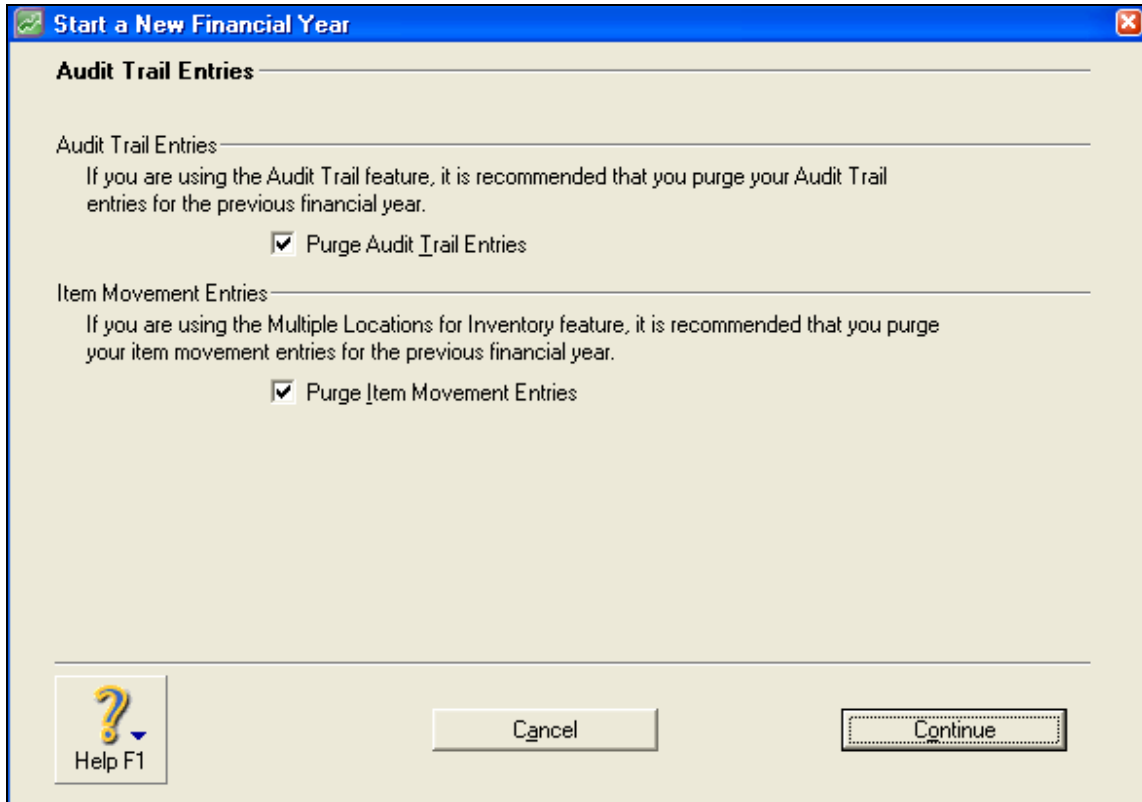 Start a New Financial Year
Audit Trail Entries
Audit Trail Entries
If you are using the Audit Trail feature, it is recommended that you purge your Audit Trail
entries for the previous financial year.
Purge Audit Trail Entries
Item Movement Entries
If you are using the Multiple Locations for Inventory feature, it is recommended that you purge
your item movement entries for the previous financial year.
Purge Item Movement Entries
Help F1
Cancel
Continue